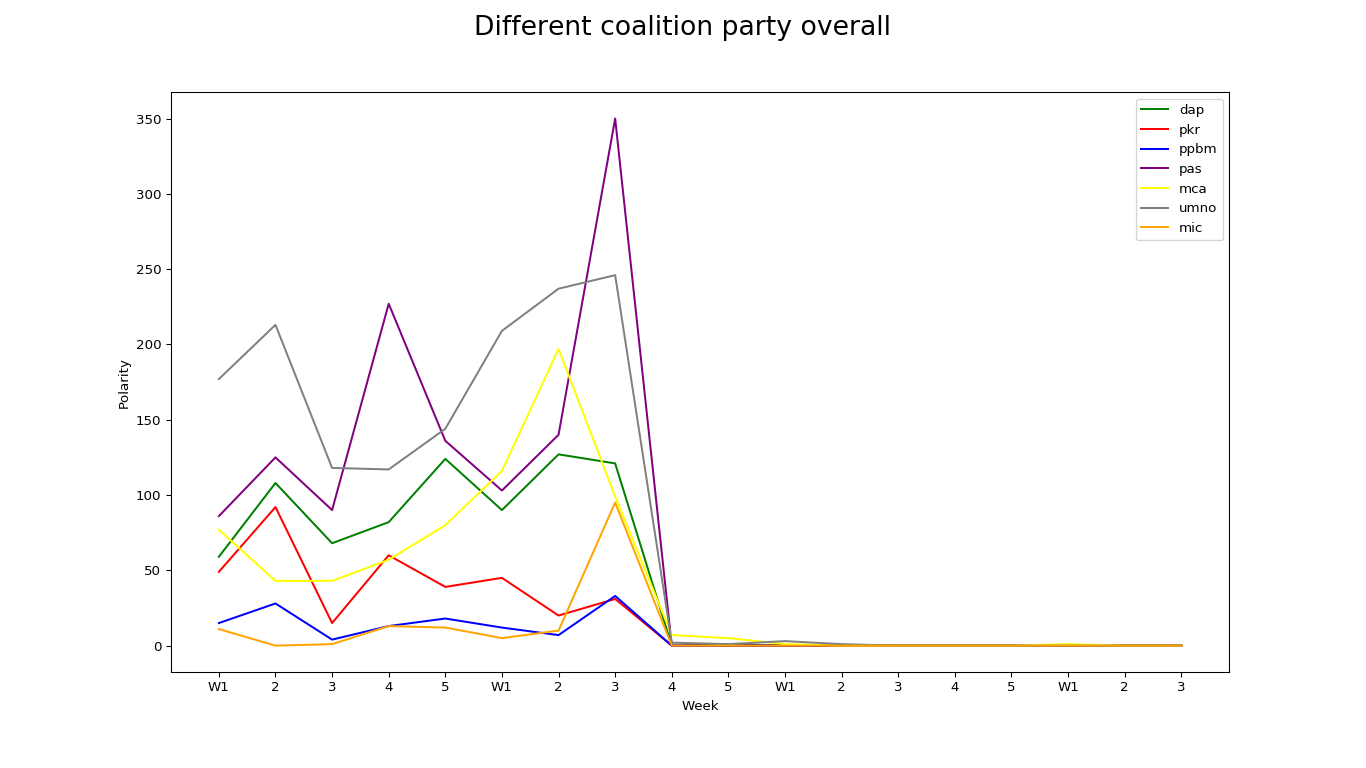 Different coalition party overall
350
300
250
200
150
100
50
0
Polarity
dap
pkr
ppbm
pas
mca
umno
mic
W1 2 3 4 5 W1 2 3 4 5 W1 2 3 4 5 W1 2 3
Week